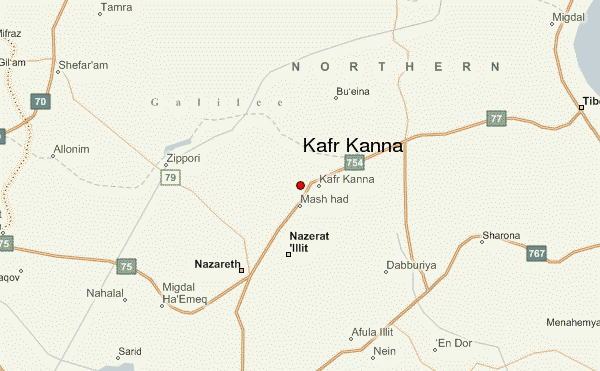 Tamra
Migdal
Mifraz
Gil'am
Shefar'am
NORTHERN
Bu'eina
70
Galilee
Tibe
77
Kafr Kanna
Allonim
Zippori
754
79
Kafr Kanna
Mash had
75
Nazerat
'Illit
Sharona
767
Nazareth
75
Dabburiya
aqov
Nahalal
Migdal
Ha'Emeq
Menahemya
Afula Illit
'En Dor
Sarid
Nein